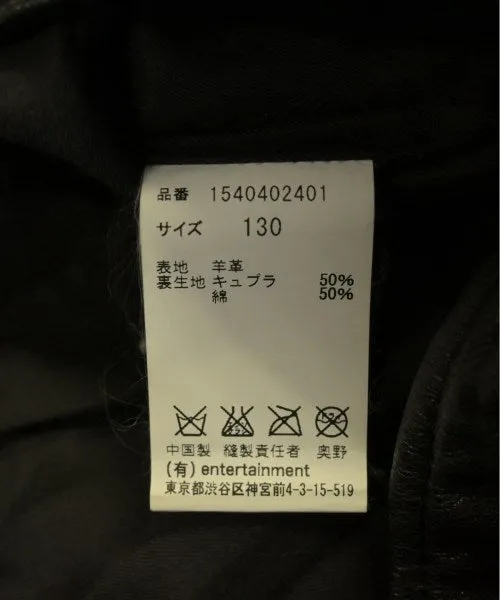 品番 1540402401
サイズ 130
表地 羊革
裏生地 キュプラ 50%
綿 50%
中国製 縫製責任者 奥野
(有) entertainment
東京都渋谷区神宮前4-3-15-519